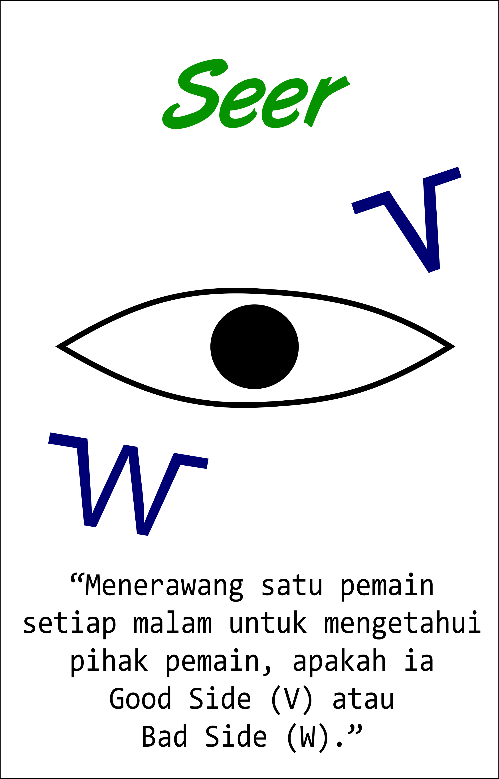 Seer
V
W
“Menerawang satu pemain
setiap malam untuk mengetahui
pihak pemain, apakah ia
Good Side (V) atau
Bad Side (W).”